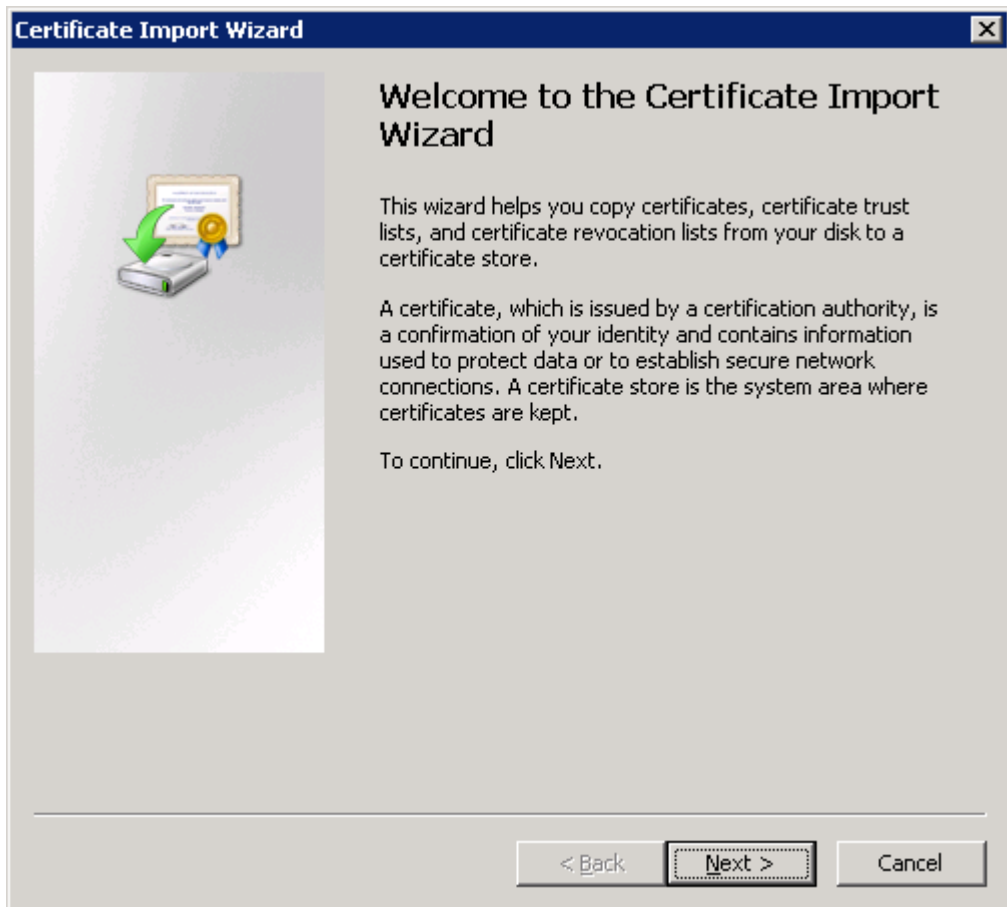 Certificate Import Wizard
Welcome to the Certificate Import
Wizard
This wizard helps you copy certificates, certificate trust
lists, and certificate revocation lists from your disk to a
certificate store.
A certificate, which is issued by a certification authority, is
a confirmation of your identity and contains information
used to protect data or to establish secure network
connections. A certificate store is the system area where
certificates are kept.
To continue, click Next.
< Back
Next >
Cancel